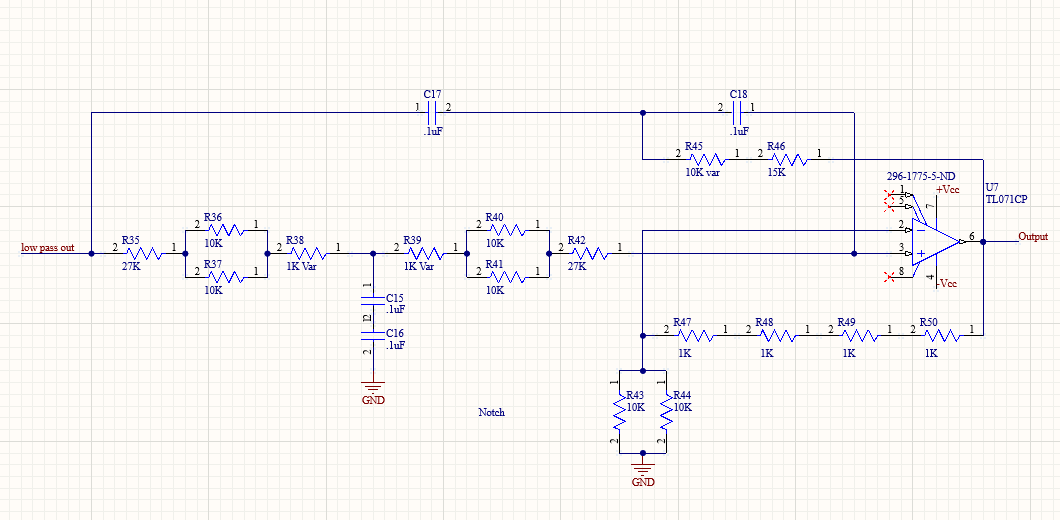 C17
1 2
.1uF
C18
2 1
.1uF
R45
2 1
10K var
R46
2 1
15K
296-1775-5-ND
U7
TL071CP
+Vcc
1
5
7
2
3
6
8
4
-Vcc
Output
low pass out
R35
2 1
27K
R36
2 1
10K
R37
2 1
10K
R38
2 1
1K Var
R39
2 1
1K Var
R40
2 1
10K
R41
2 1
10K
R42
2 1
27K
1
C15
.1uF
2
1
C16
.1uF
2
GND
R47
2 1
1K
R48
2 1
1K
R49
2 1
1K
R50
2 1
1K
1
R43
10K
2
1
R44
10K
2
GND
Notch